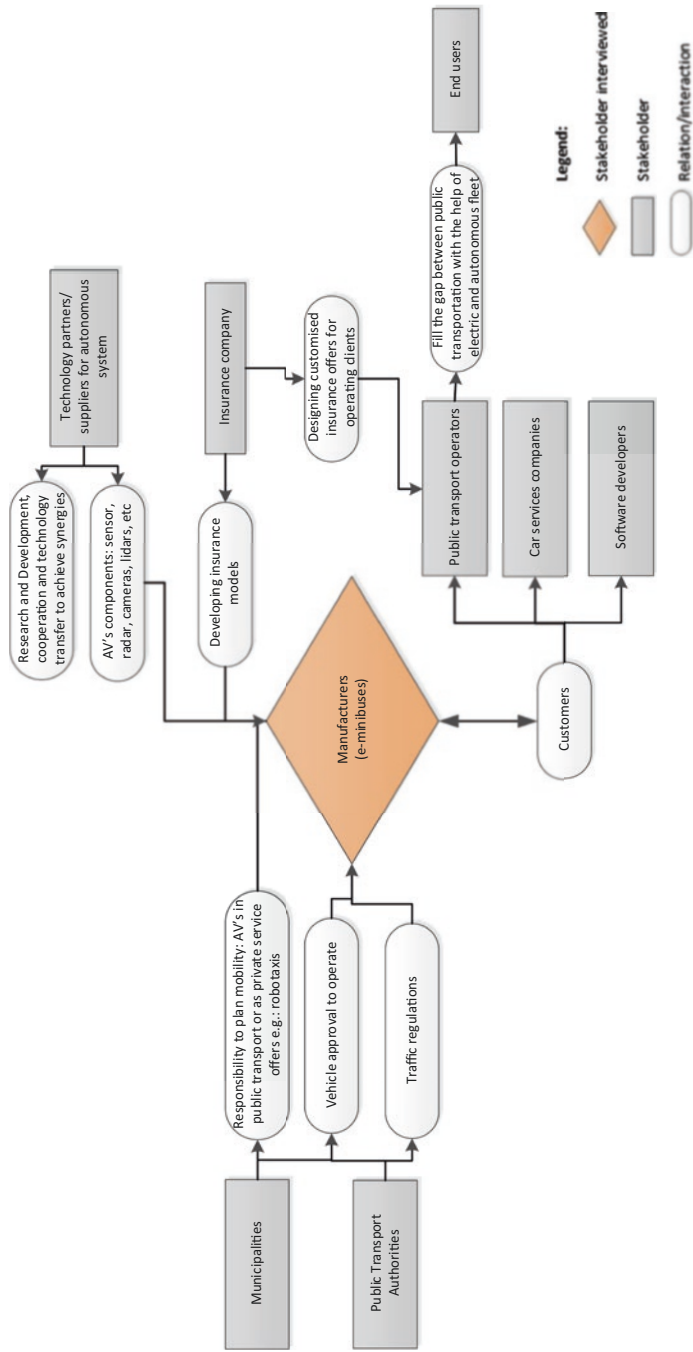 Technology partners/
suppliers for autonomous
system
Research and Development,
cooperation and technology
transfer to achieve synergies
AV's components: sensor,
radar, cameras, lidars, etc
Insurance company
Developing insurance
models
Designing customised
insurance offers for
operating clients
Municipalities
Responsibility to plan mobility: AV's in
public transport or as private service
offers e.g.: robotaxis
Vehicle approval to operate
Public Transport
Authorities
Traffic regulations
Manufacturers
(e-minibuses)
Customers
Public transport operators
Car services companies
Software developers
Fill the gap between public
transportation with the help of
electric and autonomous fleet
End users
Legend:
Stakeholder interviewed
Stakeholder
Relation/interaction